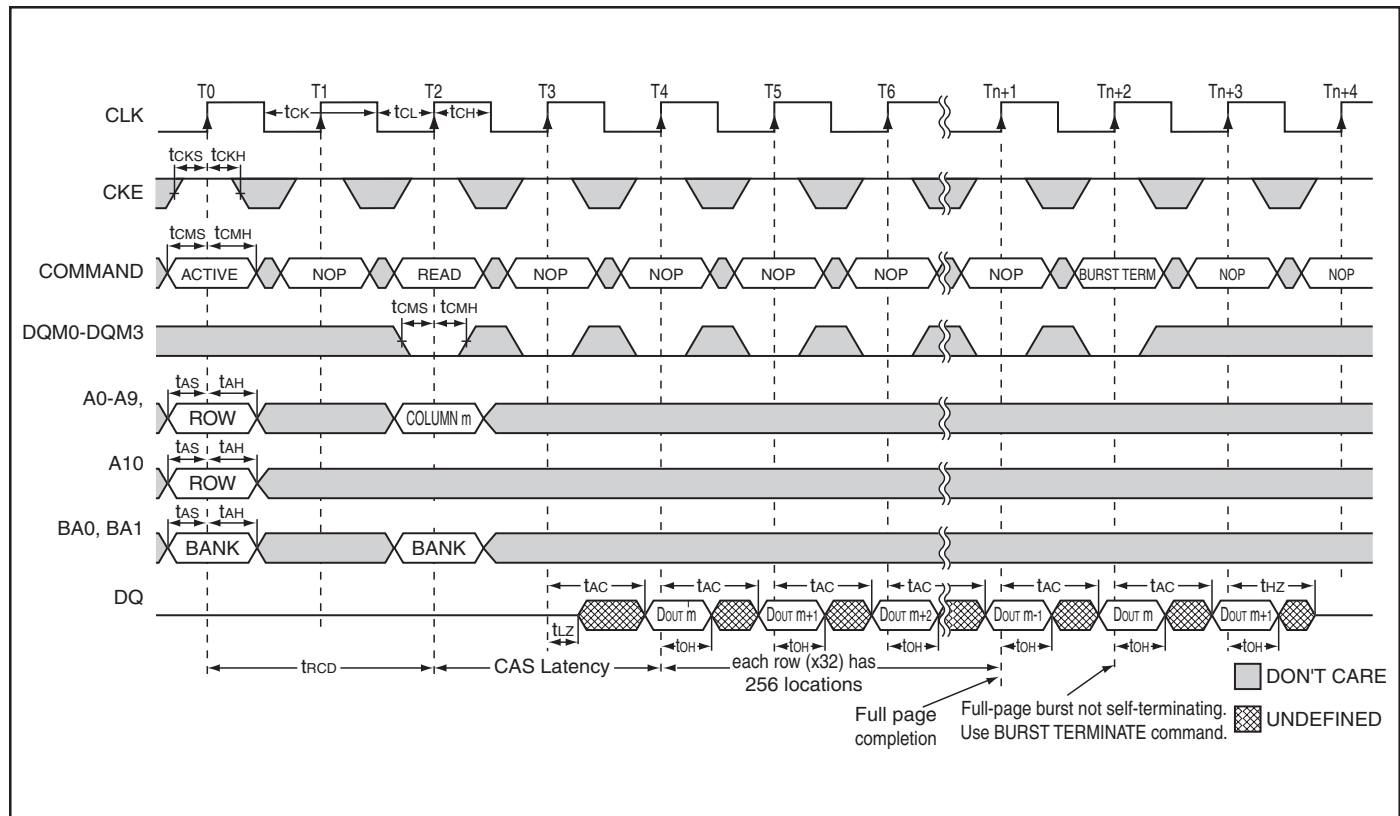 T0 T1 T2 T3 T4 T5 T6 Tn+1 Tn+2 Tn+3 Tn+4
CLK
tCK tCL tCH
tCKS tCKH
CKE
tCMS tCMH
COMMAND
ACTIVE NOP READ NOP NOP NOP NOP NOP BURST TERM NOP NOP
tCMS tCMH
DQM0-DQM3
tAS tAH
A0-A9,
ROW COLUMN m
tAS tAH
A10
ROW
tAS tAH
BA0, BA1
BANK BANK
tAC tAC tAC tAC tAC tAC tHZ
DQ
DOUT m DOUT m+1 DOUT m+2 DOUT m-1 DOUT m DOUT m+1
tLZ
tOH tOH tOH tOH tOH tOH
tRCD CAS Latency each row (x32) has
256 locations
DON'T CARE
Full page
completion
Full-page burst not self-terminating.
Use BURST TERMINATE command.
UNDEFINED